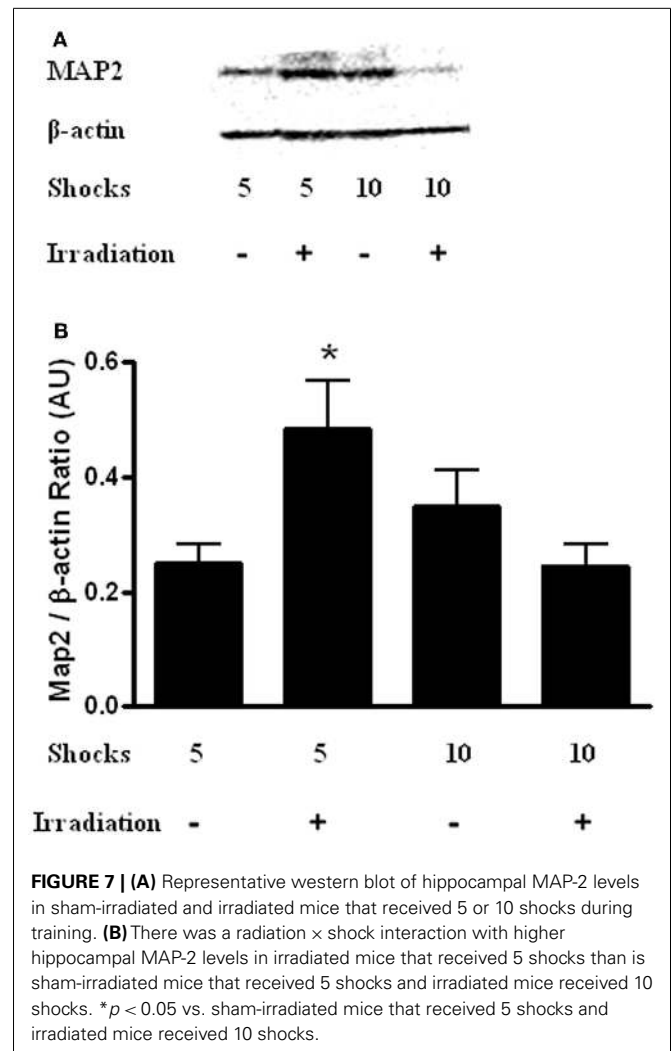 A
MAP2
β-actin
Shocks 5 5 10 10
Irradiation - + - +
B
Map2 / β-actin Ratio (AU)
0.6
0.4
0.2
0.0
*
Shocks 5 5 10 10
Irradiation - + - +
FIGURE 7 | (A) Representative western blot of hippocampal MAP-2 levels
in sham-irradiated and irradiated mice that received 5 or 10 shocks during
training. (B) There was a radiation × shock interaction with higher
hippocampal MAP-2 levels in irradiated mice that received 5 shocks than is
sham-irradiated mice that received 5 shocks and irradiated mice received 10
shocks. *p < 0.05 vs. sham-irradiated mice that received 5 shocks and
irradiated mice received 10 shocks.